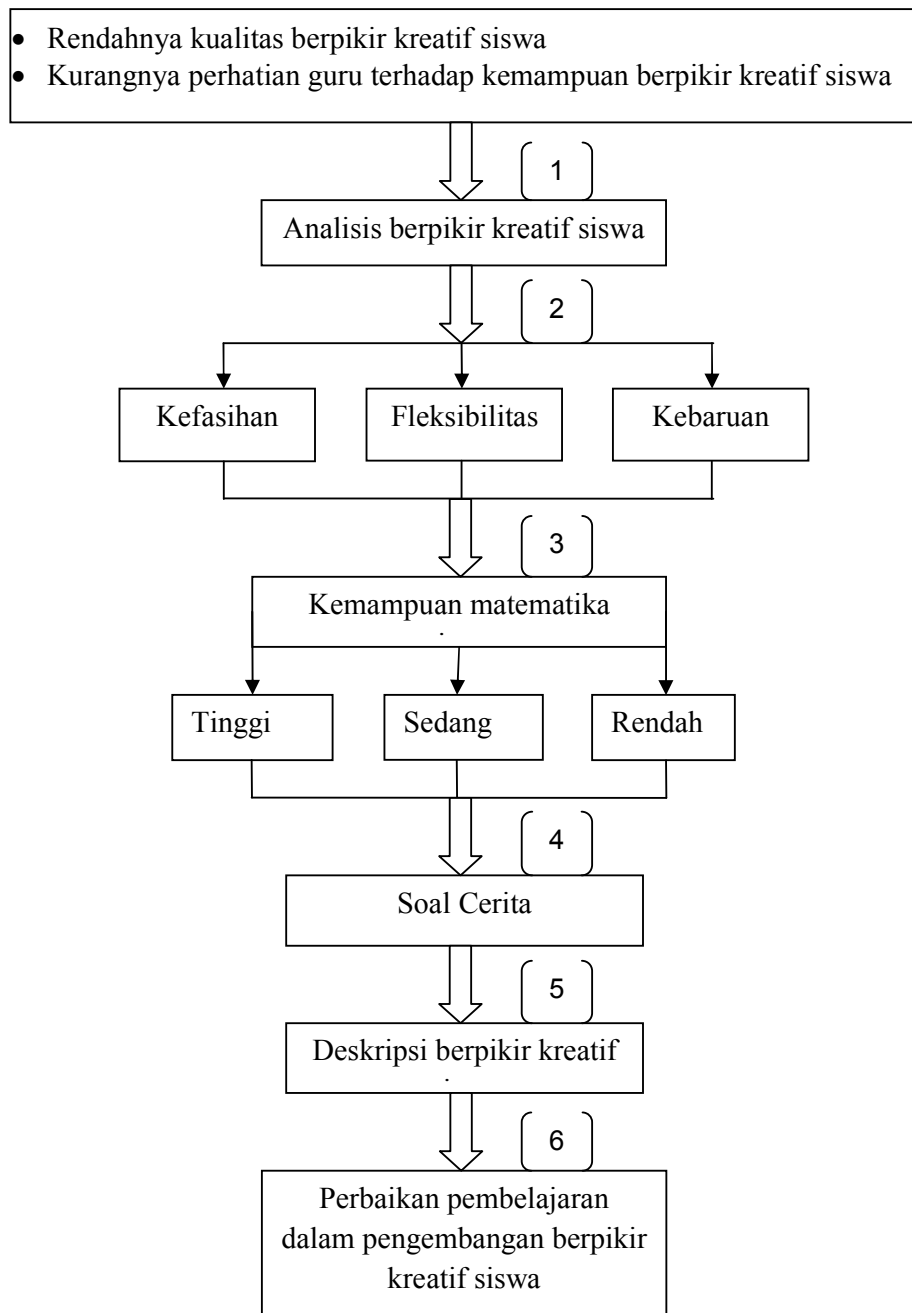 • Rendahnya kualitas berpikir kreatif siswa
• Kurangnya perhatian guru terhadap kemampuan berpikir kreatif siswa
1
Analisis berpikir kreatif siswa
2
Kefasihan Fleksibilitas Kebaruan
3
Kemampuan matematika
Tinggi Sedang Rendah
4
Soal Cerita
5
Deskripsi berpikir kreatif
6
Perbaikan pembelajaran
dalam pengembangan berpikir
kreatif siswa